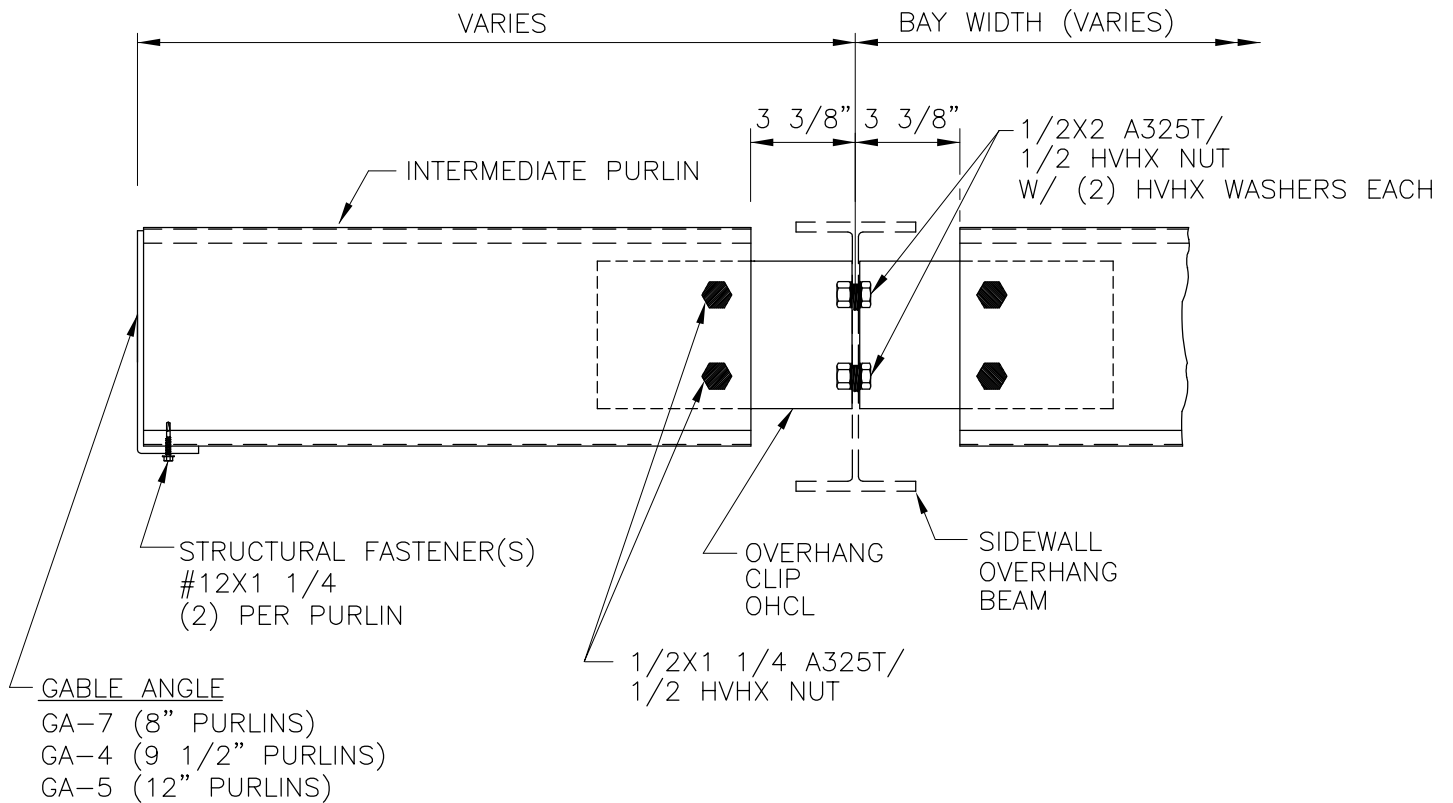 VARIES
BAY WIDTH (VARIES)
3 3/8”
3 3/8”
1/2X2 A325T/
1/2 HVHX NUT
W/ (2) HVHX WASHERS EACH
INTERMEDIATE PURLIN
STRUCTURAL FASTENER(S)
#12X1 1/4
(2) PER PURLIN
OVERHANG
CLIP
OHCL
SIDEWALL
OVERHANG
BEAM
1/2X1 1/4 A325T/
1/2 HVHX NUT
GABLE ANGLE
GA-7 (8” PURLINS)
GA-4 (9 1/2” PURLINS)
GA-5 (12” PURLINS)